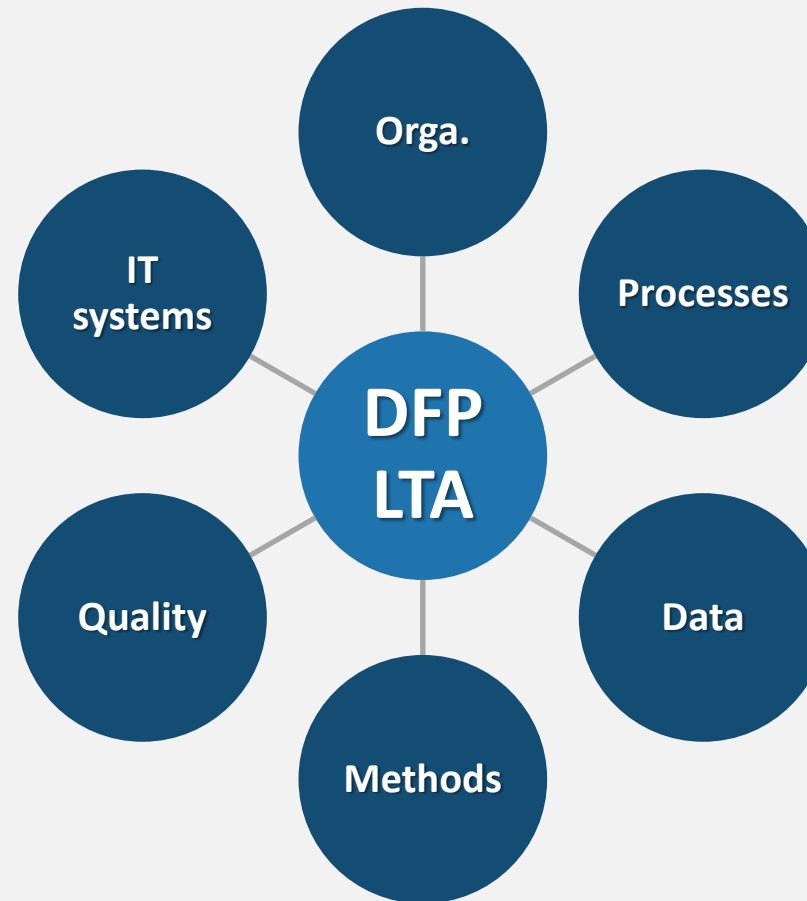 Orga.
IT
systems
Processes
DFP
LTA
Quality
Data
Methods